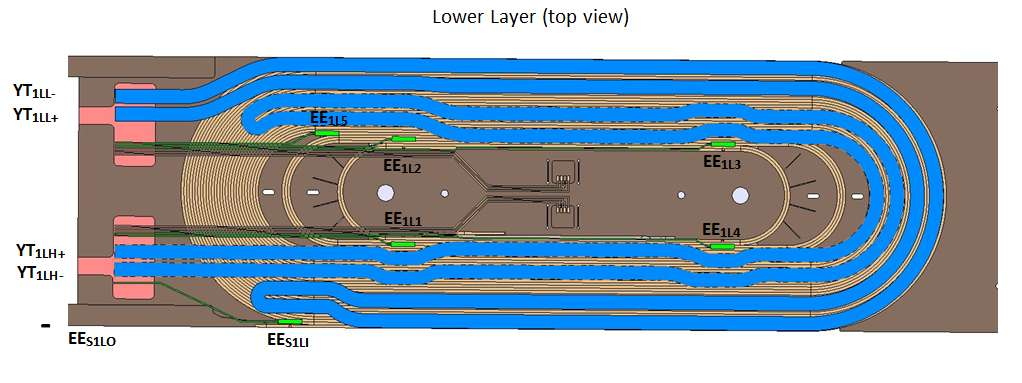 Lower Layer (top view)
YT1LL-
YT1LL+
EE1L5
EE1L2
EE1L3
EE1L1
EE1L4
YT1LH+
YT1LH-
-
EES1LO
EES1LI